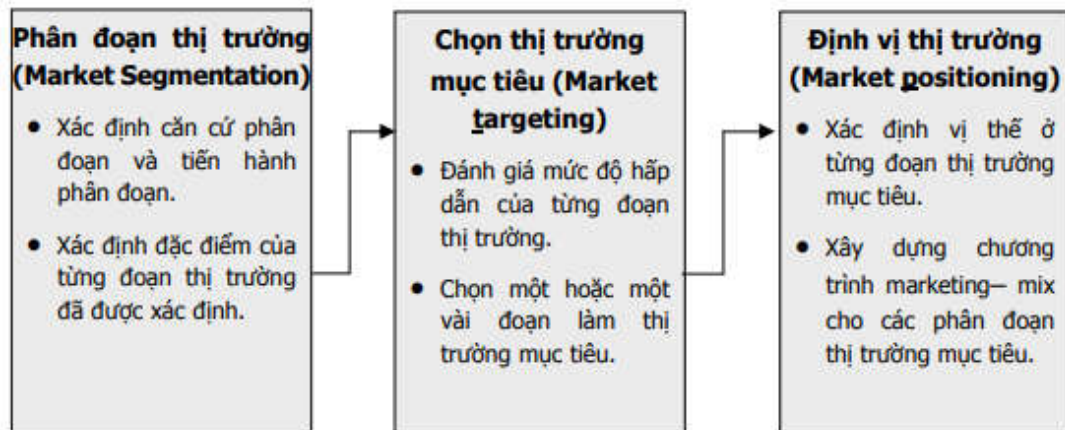 Phân đoạn thị trường
(Market Segmentation)
● Xác định căn cứ phân
đoạn và tiến hành
phân đoạn.
● Xác định đặc điểm của
từng đoạn thị trường
đã được xác định.
Chọn thị trường
mục tiêu (Market
targeting)
● Đánh giá mức độ hấp
dẫn của từng đoạn
thị trường.
● Chọn một hoặc một
vài đoạn làm thị
trường mục tiêu.
Định vị thị trường
(Market positioning)
● Xác định vị thế ở
từng đoạn thị trường
mục tiêu.
● Xây dựng chương
trình marketing– mix
cho các phân đoạn
thị trường mục tiêu.